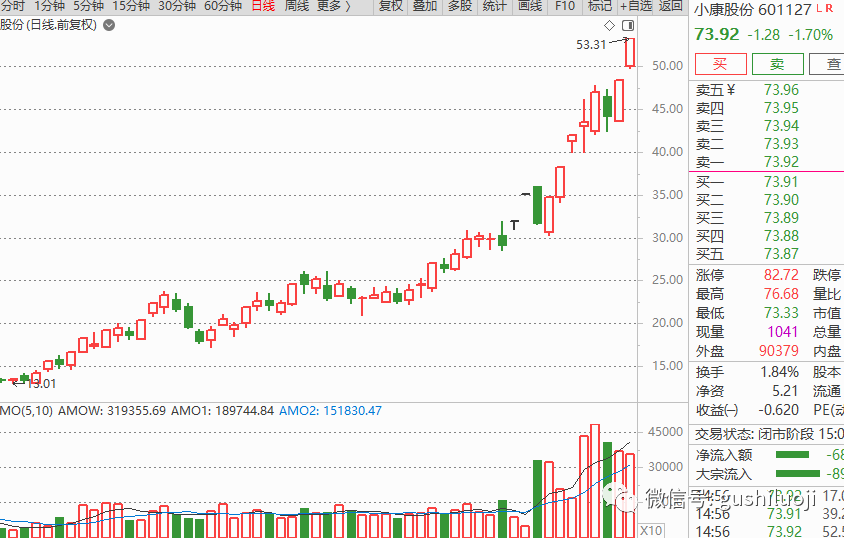 分时 1分钟 5分钟 15分钟 30分钟 60分钟 日线 周线 更多 〉 复权 叠加 多股 统计 画线 F10 标记 +自选 返回
股份 (日线.前复权)
53.31
50.00
45.00
40.00
35.00
30.00
25.00
20.00
15.00
13.01
MO(5,10) AMOW: 319355.69 AMO1: 189744.84 AMO2: 151830.47
45000
30000
X10
小康股份 601127 L R
73.92 -1.28 -1.70%
买 卖 查
卖五 ¥ 73.96
卖四 73.95
卖三 73.94
卖二 73.93
卖一 73.92
买一 73.91
买二 73.90
买三 73.89
买四 73.88
买五 73.87
涨停 82.72 跌停
最高 76.68 量比
最低 73.33 市值
现量 1041 总量
外盘 90379 内盘
换手 1.84% 股本
净资 5.21 流通
收益(一) -0.620 PE(动
交易状态: 闭市阶段 15:0
净流入额 -68
大宗流入 -89
14:56 73.92 17.0
14:56 73.91 39.2
14:56 73.92 52.5
微信号: gushituoji